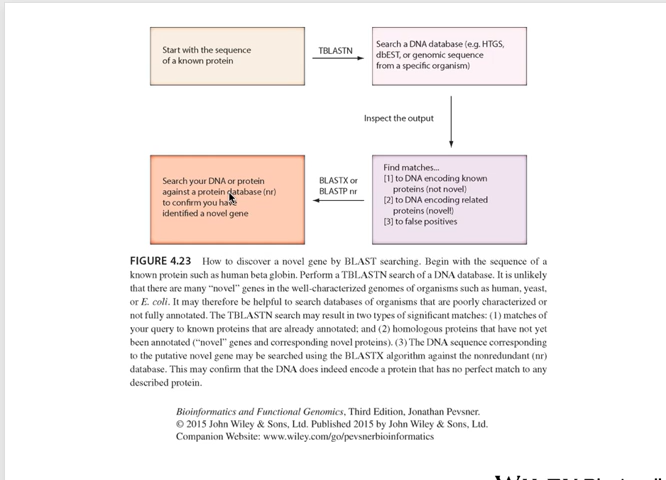 Start with the sequence
of a known protein
TBLASTN
Search a DNA database (e.g. HTGS,
dbEST, or genomic sequence
from a specific organism)
Inspect the output
Find matches...
[1] to DNA encoding known
proteins (not novel)
[2] to DNA encoding related
proteins (novel!)
[3] to false positives
BLASTX or
BLASTP nr
Search your DNA or protein
against a protein database (nr)
to confirm you have
identified a novel gene
FIGURE 4.23 How to discover a novel gene by BLAST searching. Begin with the sequence of a
known protein such as human beta globin. Perform a TBLASTN search of a DNA database. It is unlikely
that there are many “novel” genes in the well-characterized genomes of organisms such as human, yeast,
or E. coli. It may therefore be helpful to search databases of organisms that are poorly characterized or
not fully annotated. The TBLASTN search may result in two types of significant matches: (1) matches of
your query to known proteins that are already annotated; and (2) homologous proteins that have not yet
been annotated (“novel” genes and corresponding novel proteins). (3) The DNA sequence corresponding
to the putative novel gene may be searched using the BLASTX algorithm against the nonredundant (nr)
database. This may confirm that the DNA does indeed encode a protein that has no perfect match to any
described protein.
Bioinformatics and Functional Genomics, Third Edition, Jonathan Pevsner.
© 2015 John Wiley & Sons, Ltd. Published 2015 by John Wiley & Sons, Ltd.
Companion Website: www.wiley.com/go/pevsnerbioinformatics